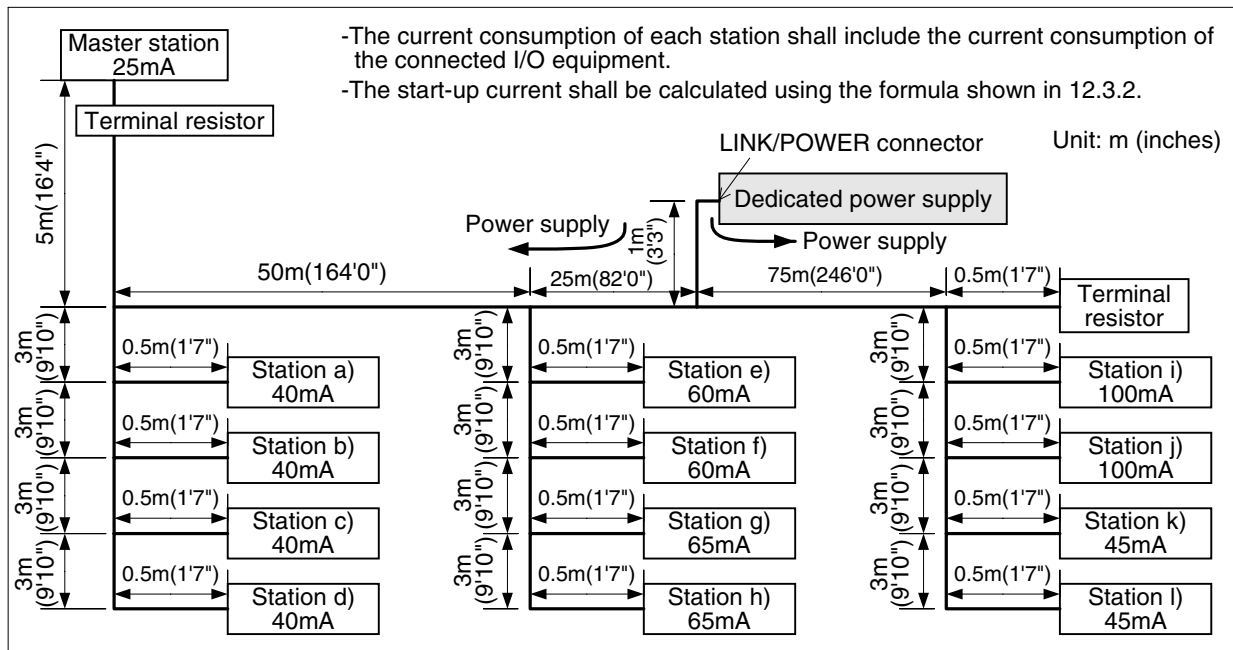 Master station
25mA
-The current consumption of each station shall include the current consumption of
the connected I/O equipment.
-The start-up current shall be calculated using the formula shown in 12.3.2.
Terminal resistor
Unit: m (inches)
LINK/POWER connector
5m(16'4")
Dedicated power supply
Power supply
1m
(3'3")
Power supply
50m(164'0")
25m(82'0")
75m(246'0")
0.5m(1'7")
Terminal
resistor
3m
(9'10")
0.5m(1'7")
Station a)
40mA
3m
(9'10")
0.5m(1'7")
Station e)
60mA
3m
(9'10")
0.5m(1'7")
Station i)
100mA
3m
(9'10")
0.5m(1'7")
Station b)
40mA
3m
(9'10")
0.5m(1'7")
Station f)
60mA
3m
(9'10")
0.5m(1'7")
Station j)
100mA
3m
(9'10")
0.5m(1'7")
Station c)
40mA
3m
(9'10")
0.5m(1'7")
Station g)
65mA
3m
(9'10")
0.5m(1'7")
Station k)
45mA
3m
(9'10")
0.5m(1'7")
Station d)
40mA
3m
(9'10")
0.5m(1'7")
Station h)
65mA
3m
(9'10")
0.5m(1'7")
Station l)
45mA